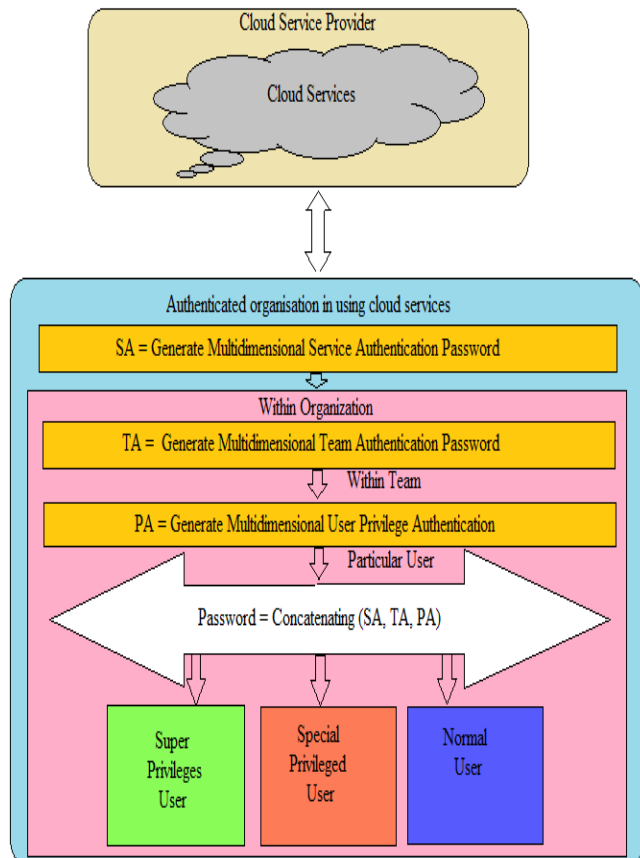 Cloud Service Provider
Cloud Services
Authenticated organisation in using cloud services
SA = Generate Multidimensional Service Authentication Password
Within Organization
TA = Generate Multidimensional Team Authentication Password
Within Team
PA = Generate Multidimensional User Privilege Authentication
Particular User
Password = Concatenating (SA, TA, PA)
Super
Privileges
User
Special
Privileged
User
Normal
User